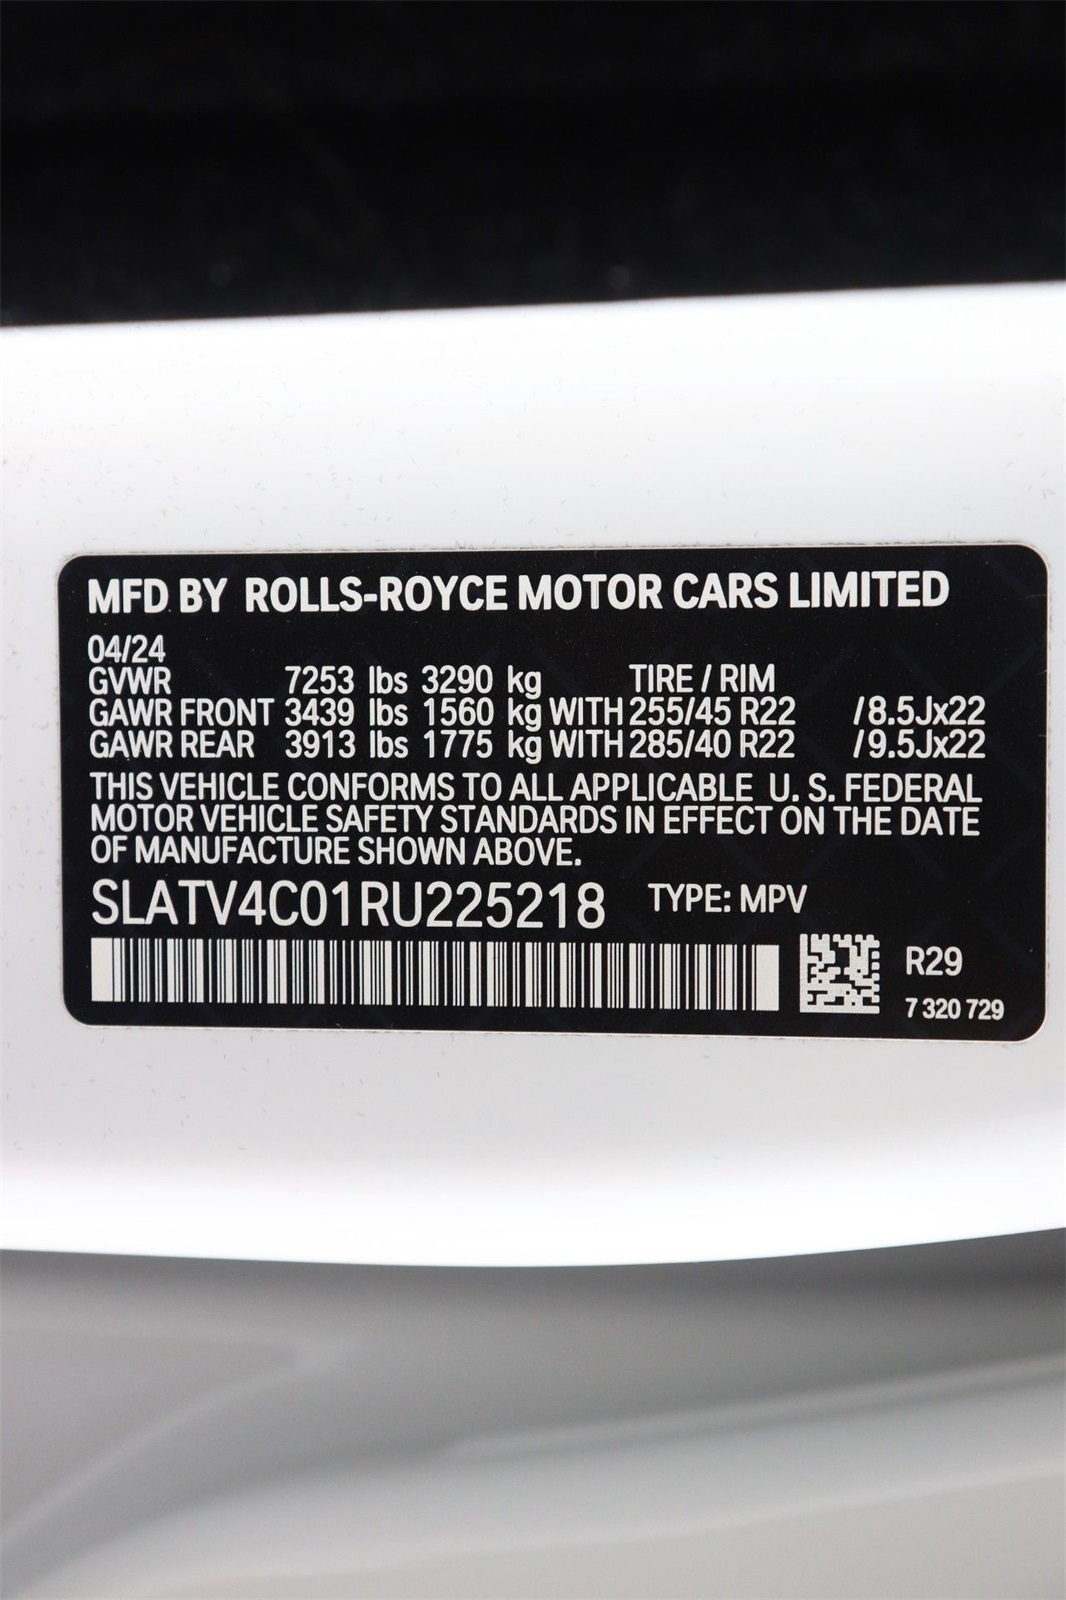 MFD BY ROLLS-ROYCE MOTOR CARS LIMITED
04/24
GVWR 7253 lbs 3290 kg TIRE / RIM
GAWR FRONT 3439 lbs 1560 kg WITH 255/45 R22 /8.5Jx22
GAWR REAR 3913 lbs 1775 kg WITH 285/40 R22 /9.5Jx22
THIS VEHICLE CONFORMS TO ALL APPLICABLE U. S. FEDERAL
MOTOR VEHICLE SAFETY STANDARDS IN EFFECT ON THE DATE
OF MANUFACTURE SHOWN ABOVE.
SLATV4C01RU225218 TYPE: MPV
R29
7 320 729